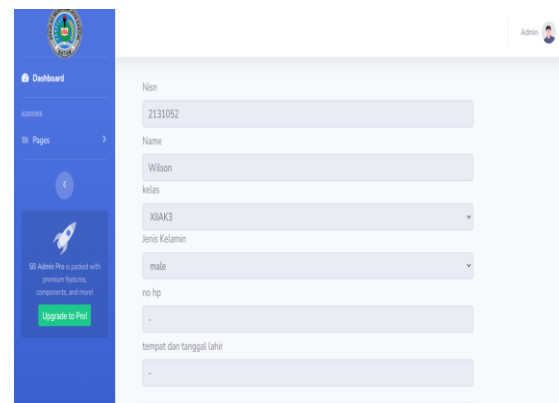 Admin
Dashboard
ADDONS
Pages
SB Admin Pro is packed with
premium features,
components, and more!
Upgrade to Pro!
Nisn
2131052
Name
Wilson
kelas
XIIAK3
Jenis Kelamin
male
no hp
-
tempat dan tanggal lahir
-